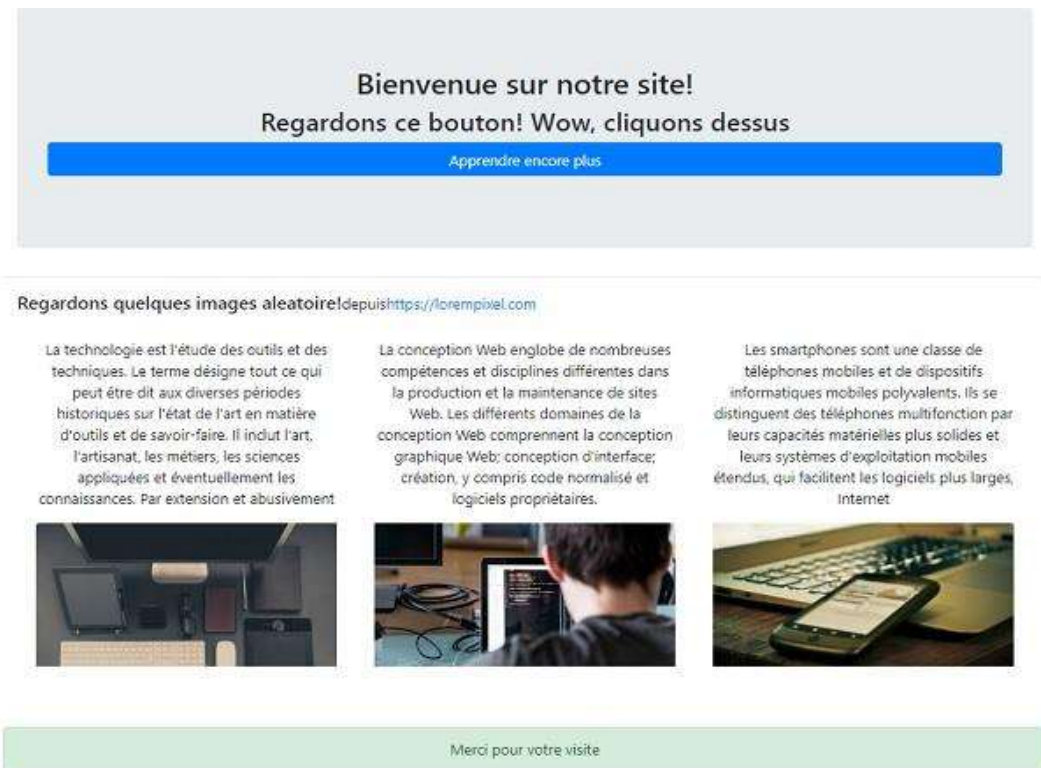 Bienvenue sur notre site!
Regardons ce bouton! Wow, cliquons dessus
Apprendre encore plus
Regardons quelques images aleatoire!depuishttps://lorempixel.com
La technologie est l'étude des outils et des
techniques. Le terme désigne tout ce qui
peut être dit aux diverses périodes
historiques sur l'état de l'art en matière
d'outils et de savoir-faire. Il inclut l'art,
l'artisanat, les métiers, les sciences
appliquées et éventuellement les
connaissances. Par extension et abusivement
La conception Web englobe de nombreuses
compétences et disciplines différentes dans
la production et la maintenance de sites
Web. Les différents domaines de la
conception Web comprennent la conception
graphique Web; conception d'interface;
création, y compris code normalisé et
logiciels propriétaires.
Les smartphones sont une classe de
téléphones mobiles et de dispositifs
informatiques mobiles polyvalents. Ils se
distinguent des téléphones multifonction par
leurs capacités matérielles plus solides et
leurs systèmes d'exploitation mobiles
étendus, qui facilitent les logiciels plus larges,
Internet
Merci pour votre visite